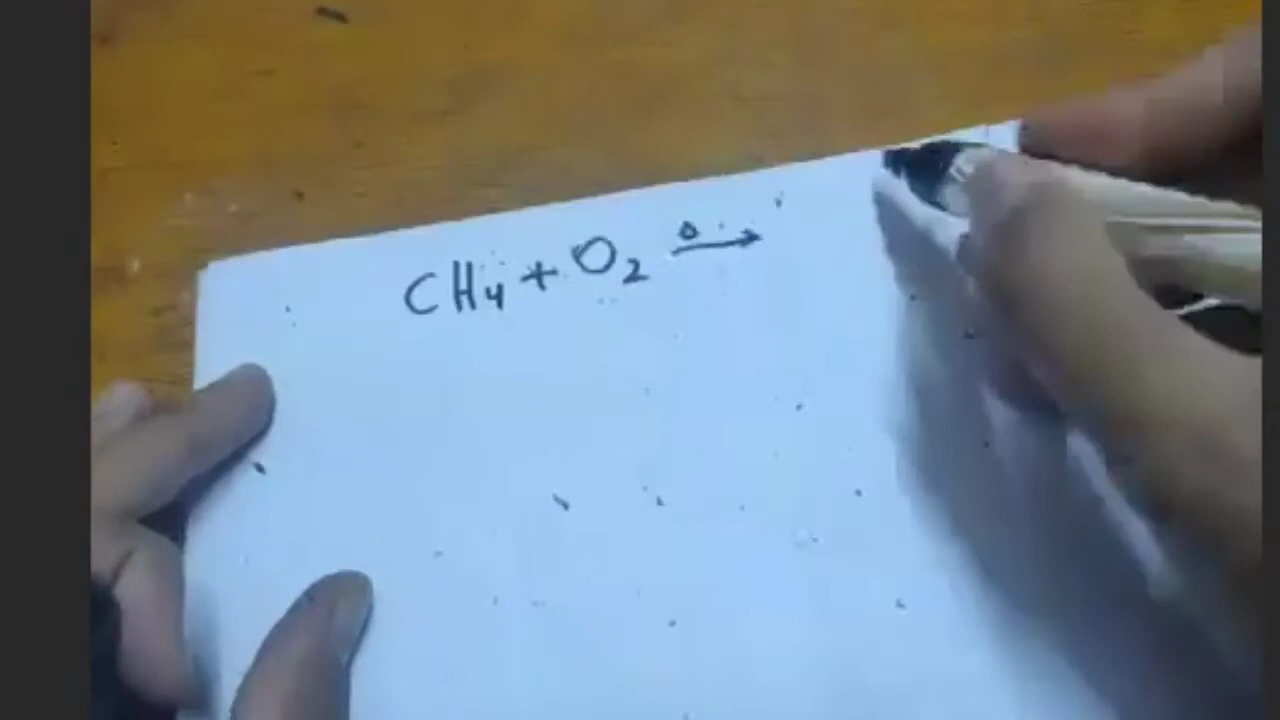 CH₄ + O₂ →